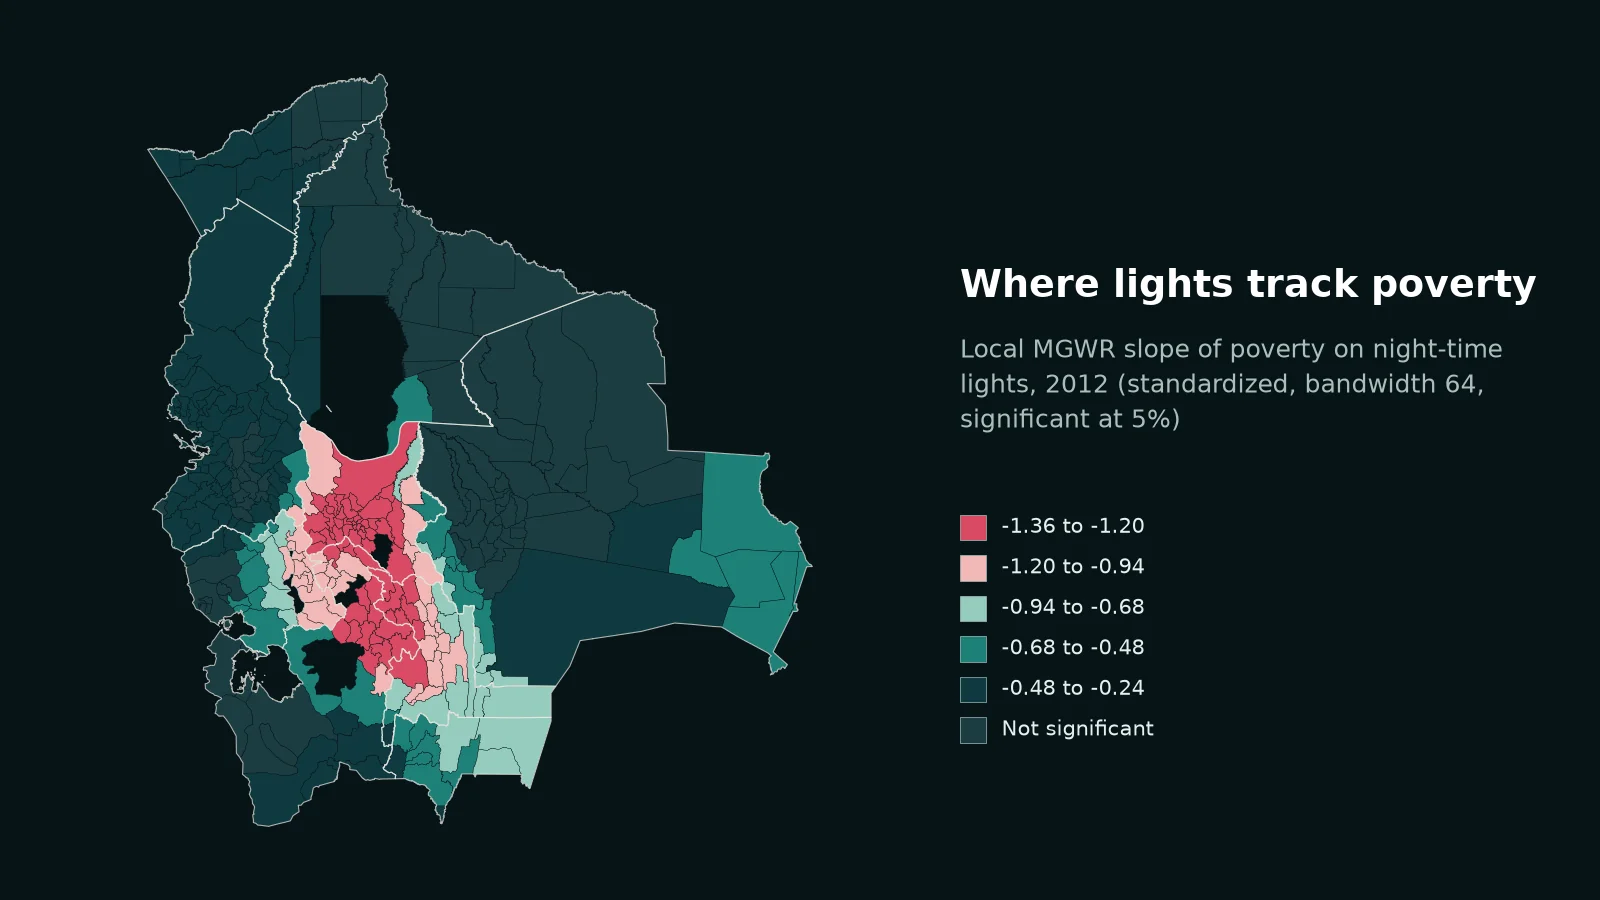 Where lights track poverty
Local MGWR slope of poverty on night-time
lights, 2012 (standardized, bandwidth 64,
significant at 5%)
-1.36 to -1.20
-1.20 to -0.94
-0.94 to -0.68
-0.68 to -0.48
-0.48 to -0.24
Not significant